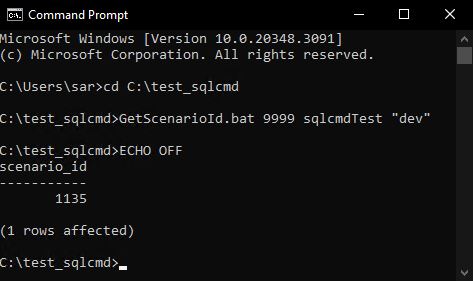 Command Prompt
Microsoft Windows [Version 10.0.20348.3091]
(c) Microsoft Corporation. All rights reserved.
C:\Users\sar>cd C:\test_sqlcmd
C:\test_sqlcmd>GetScenarioId.bat 9999 sqlcmdTest "dev"
C:\test_sqlcmd>ECHO OFF
scenario_id
-----------
1135
(1 rows affected)
C:\test_sqlcmd>